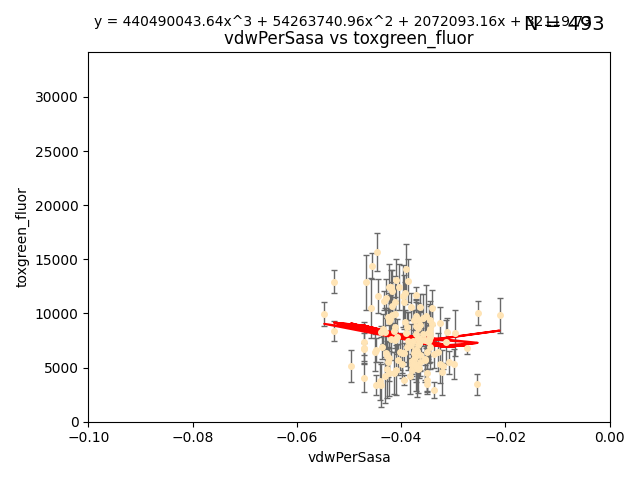 y = 440490043.64x^3 + 54263740.96x^2 + 2072093.16x +
N = 493
vdwPerSasa vs toxgreen_fluor
30000
25000
20000
15000
10000
5000
0
toxgreen_fluor
−0.10
−0.08
−0.06
−0.04
−0.02
0.00
vdwPerSasa